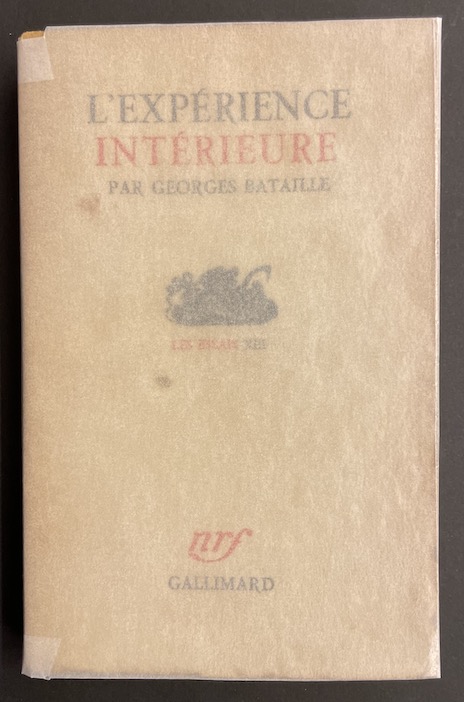 L'EXPÉRIENCE
INTÉRIEURE
PAR GEORGES BATAILLE
LES ESSAIS XIII
nrf
GALLIMARD